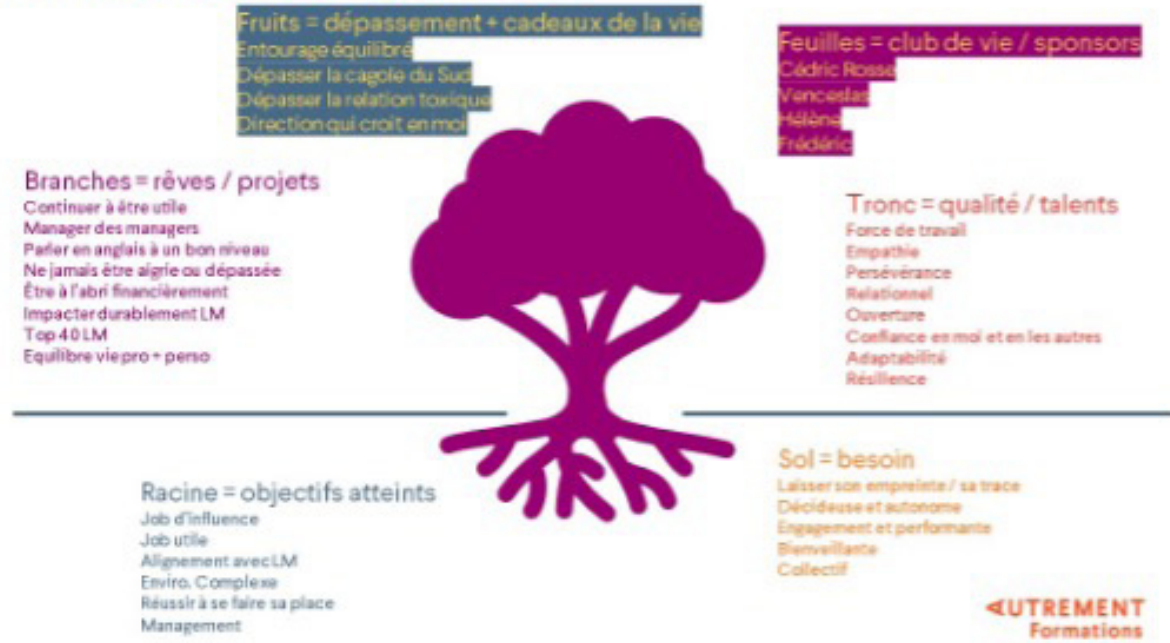 Fruits = dépassement + cadeaux de la vie
Entourage équilibré
Dépasser la cagole du Sud
Dépasser la relation toxique
Direction qui croit en moi
Feuilles = club de vie / sponsors
Cédric Rosse
Venceslas
Hélène
Frédéric
Branches = rêves / projets
Continuer à être utile
Manager des managers
Parler en anglais à un bon niveau
Ne jamais être aigrie ou dépassée
Être à l'abri financièrement
Impacter durablement LM
Top 40 LM
Equilibre vie pro + perso
Tronc = qualité / talents
Force de travail
Empathie
Persévérance
Relationnel
Ouverture
Confiance en moi et en les autres
Adaptabilité
Résilience
Racine = objectifs atteints
Job d'influence
Job utile
Alignement avec LM
Enviro. Complexe
Réussir à se faire sa place
Management
Sol = besoin
Laisser son empreinte / sa trace
Décideuse et autonome
Engagement et performante
Bienveillante
Collectif
AUTREMENT
Formations